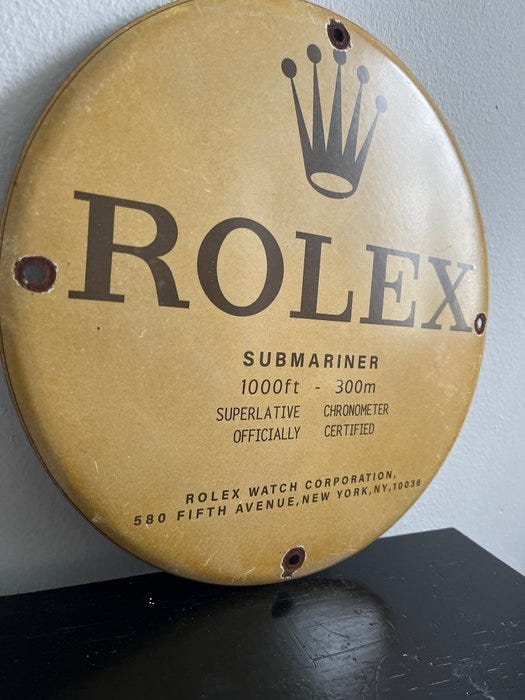 ROLEX
SUBMARINER
1000ft - 300m
SUPERLATIVE CHRONOMETER
OFFICIALLY CERTIFIED
ROLEX WATCH CORPORATION,
580 FIFTH AVENUE,NEW YORK,NY,10036